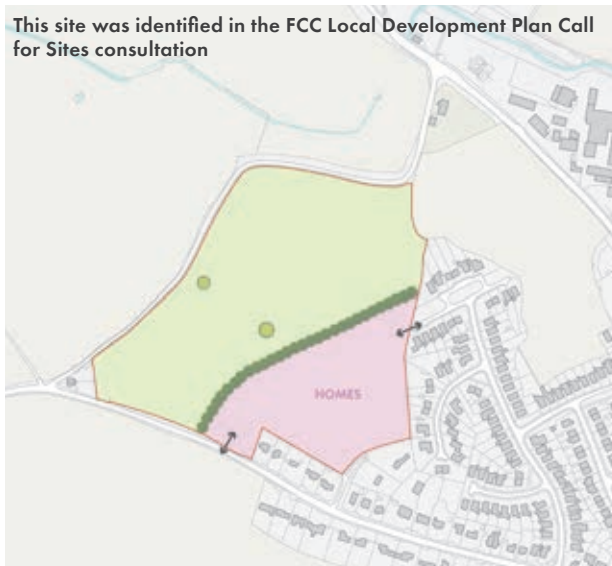 This site was identified in the FCC Local Development Plan Call
for Sites consultation
HOMES